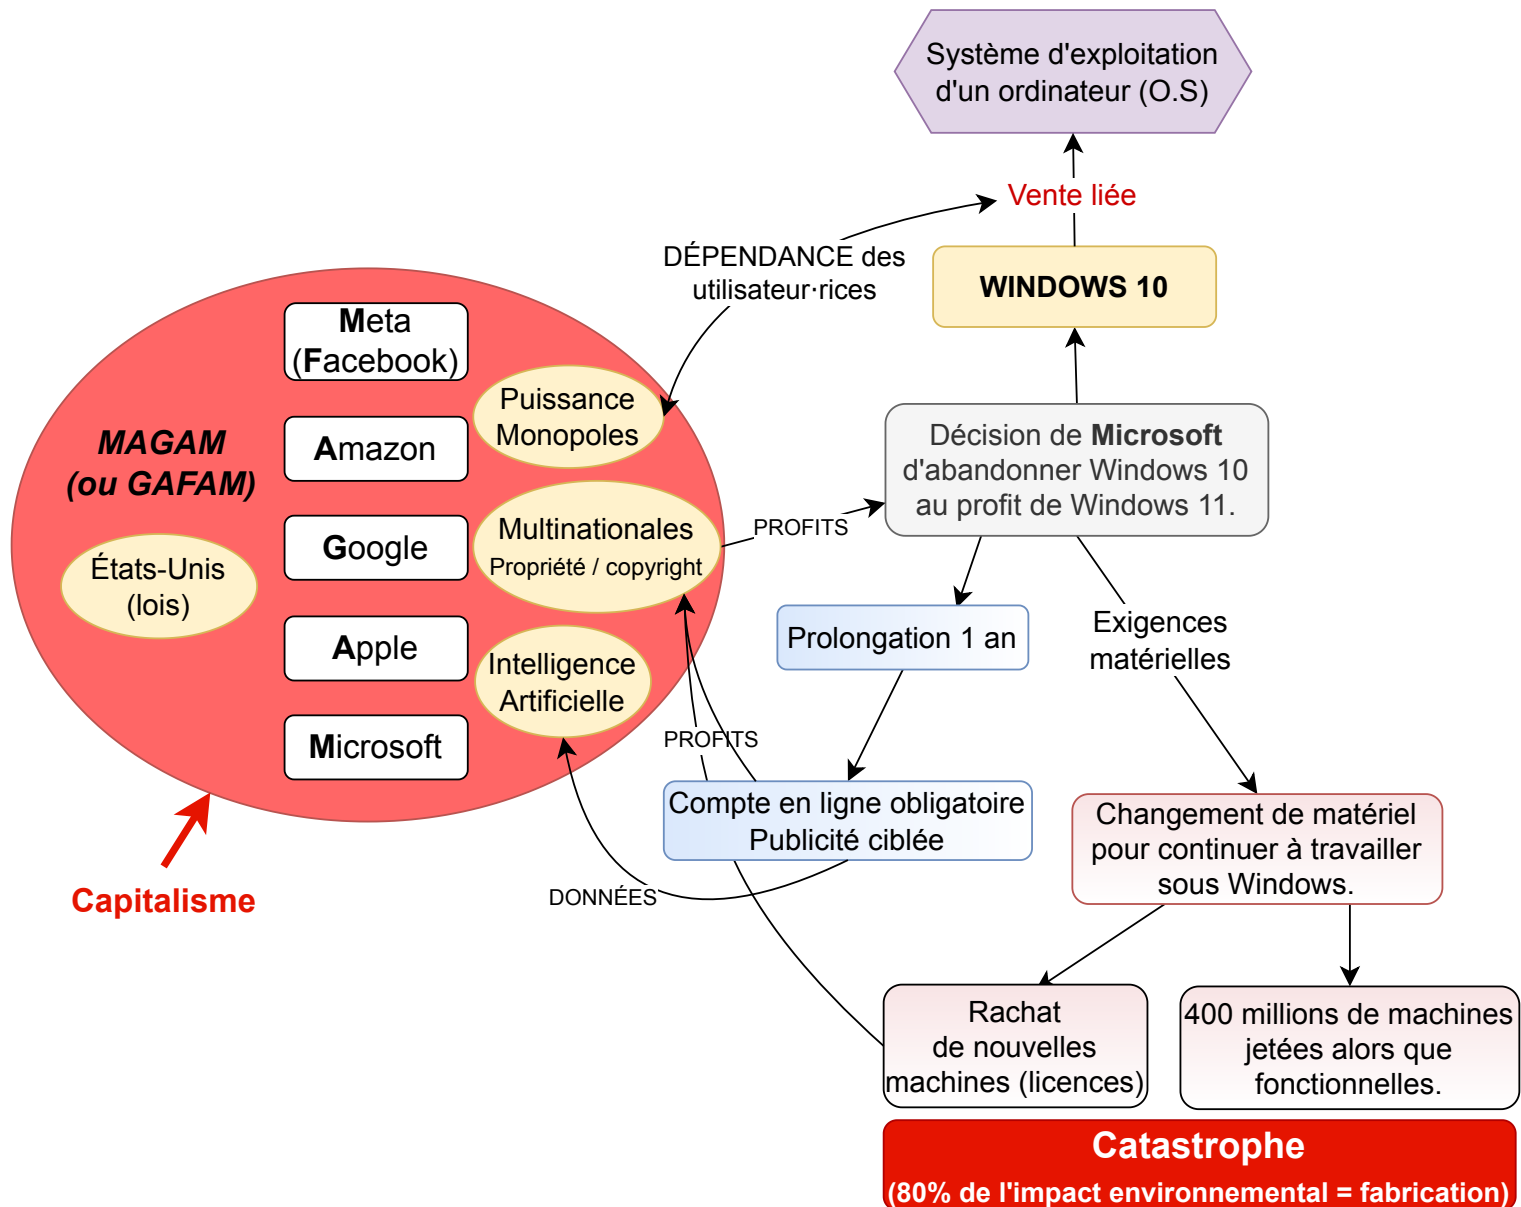 Système d'exploitation
d'un ordinateur (O.S)
Vente liée
DÉPENDANCE des
utilisateur·rices
WINDOWS 10
Meta
(Facebook)
Puissance
Monopoles
MAGAM
(ou GAFAM)
Amazon
Décision de Microsoft
d'abandonner Windows 10
au profit de Windows 11.
Multinationales
Propriété / copyright
PROFITS
Google
États-Unis
(lois)
Prolongation 1 an
Exigences
matérielles
Apple
Intelligence
Artificielle
Microsoft
PROFITS
Compte en ligne obligatoire
Publicité ciblée
Changement de matériel
pour continuer à travailler
sous Windows.
DONNÉES
Capitalisme
Rachat
de nouvelles
machines (licences)
400 millions de machines
jetées alors que
fonctionnelles.
Catastrophe
(80% de l'impact environnemental = fabrication)